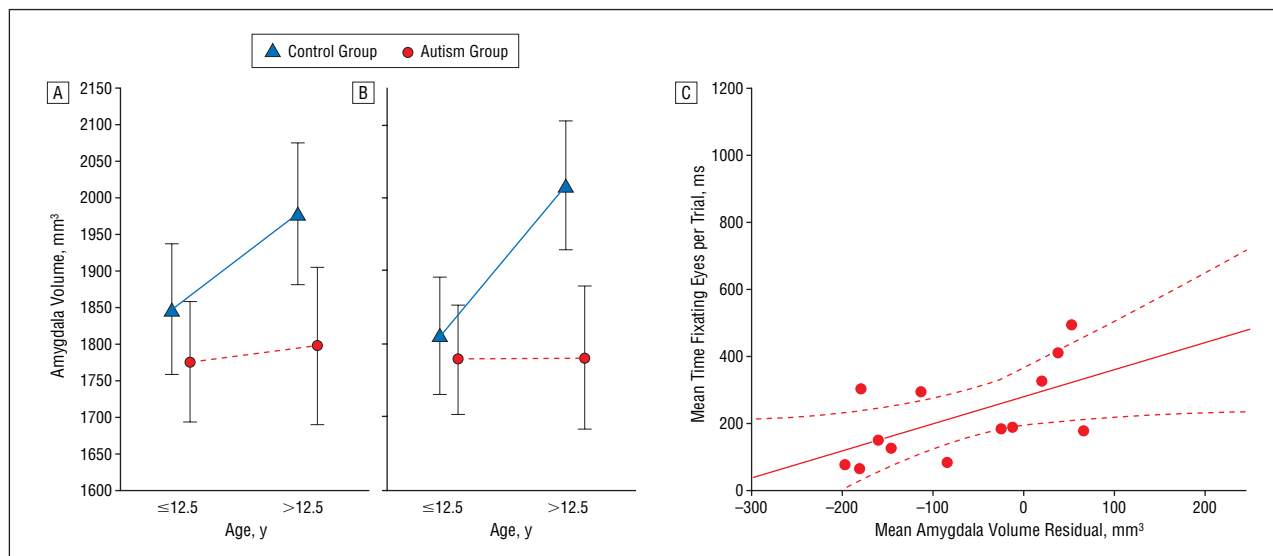 Control Group Autism Group
A
B
C
Amygdala Volume, mm³
2150
2100
2050
2000
1950
1900
1850
1800
1750
1700
1650
1600
≤12.5 >12.5
Age, y
≤12.5 >12.5
Age, y
Mean Time Fixating Eyes per Trial, ms
1200
1000
800
600
400
200
0
–300 –200 –100 0 100 200
Mean Amygdala Volume Residual, mm³